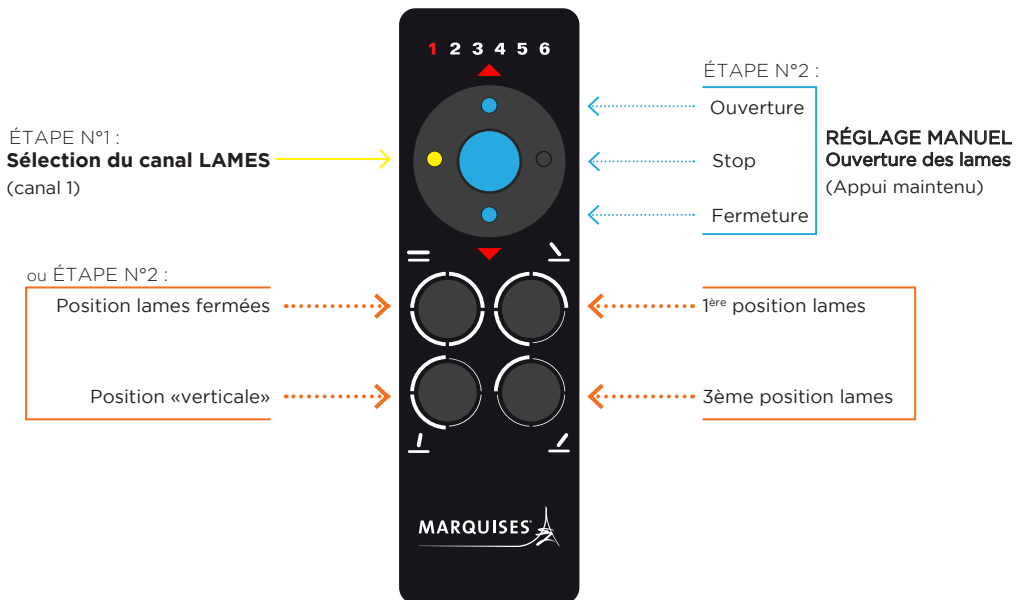 1 2 3 4 5 6
ÉTAPE N°1 :
Sélection du canal LAMES
(canal 1)
ÉTAPE N°2 :
Ouverture
Stop
Fermeture
RÉGLAGE MANUEL
Ouverture des lames
(Appui maintenu)
ou ÉTAPE N°2 :
Position lames fermées
Position «verticale»
1ère position lames
3ème position lames
MARQUISES